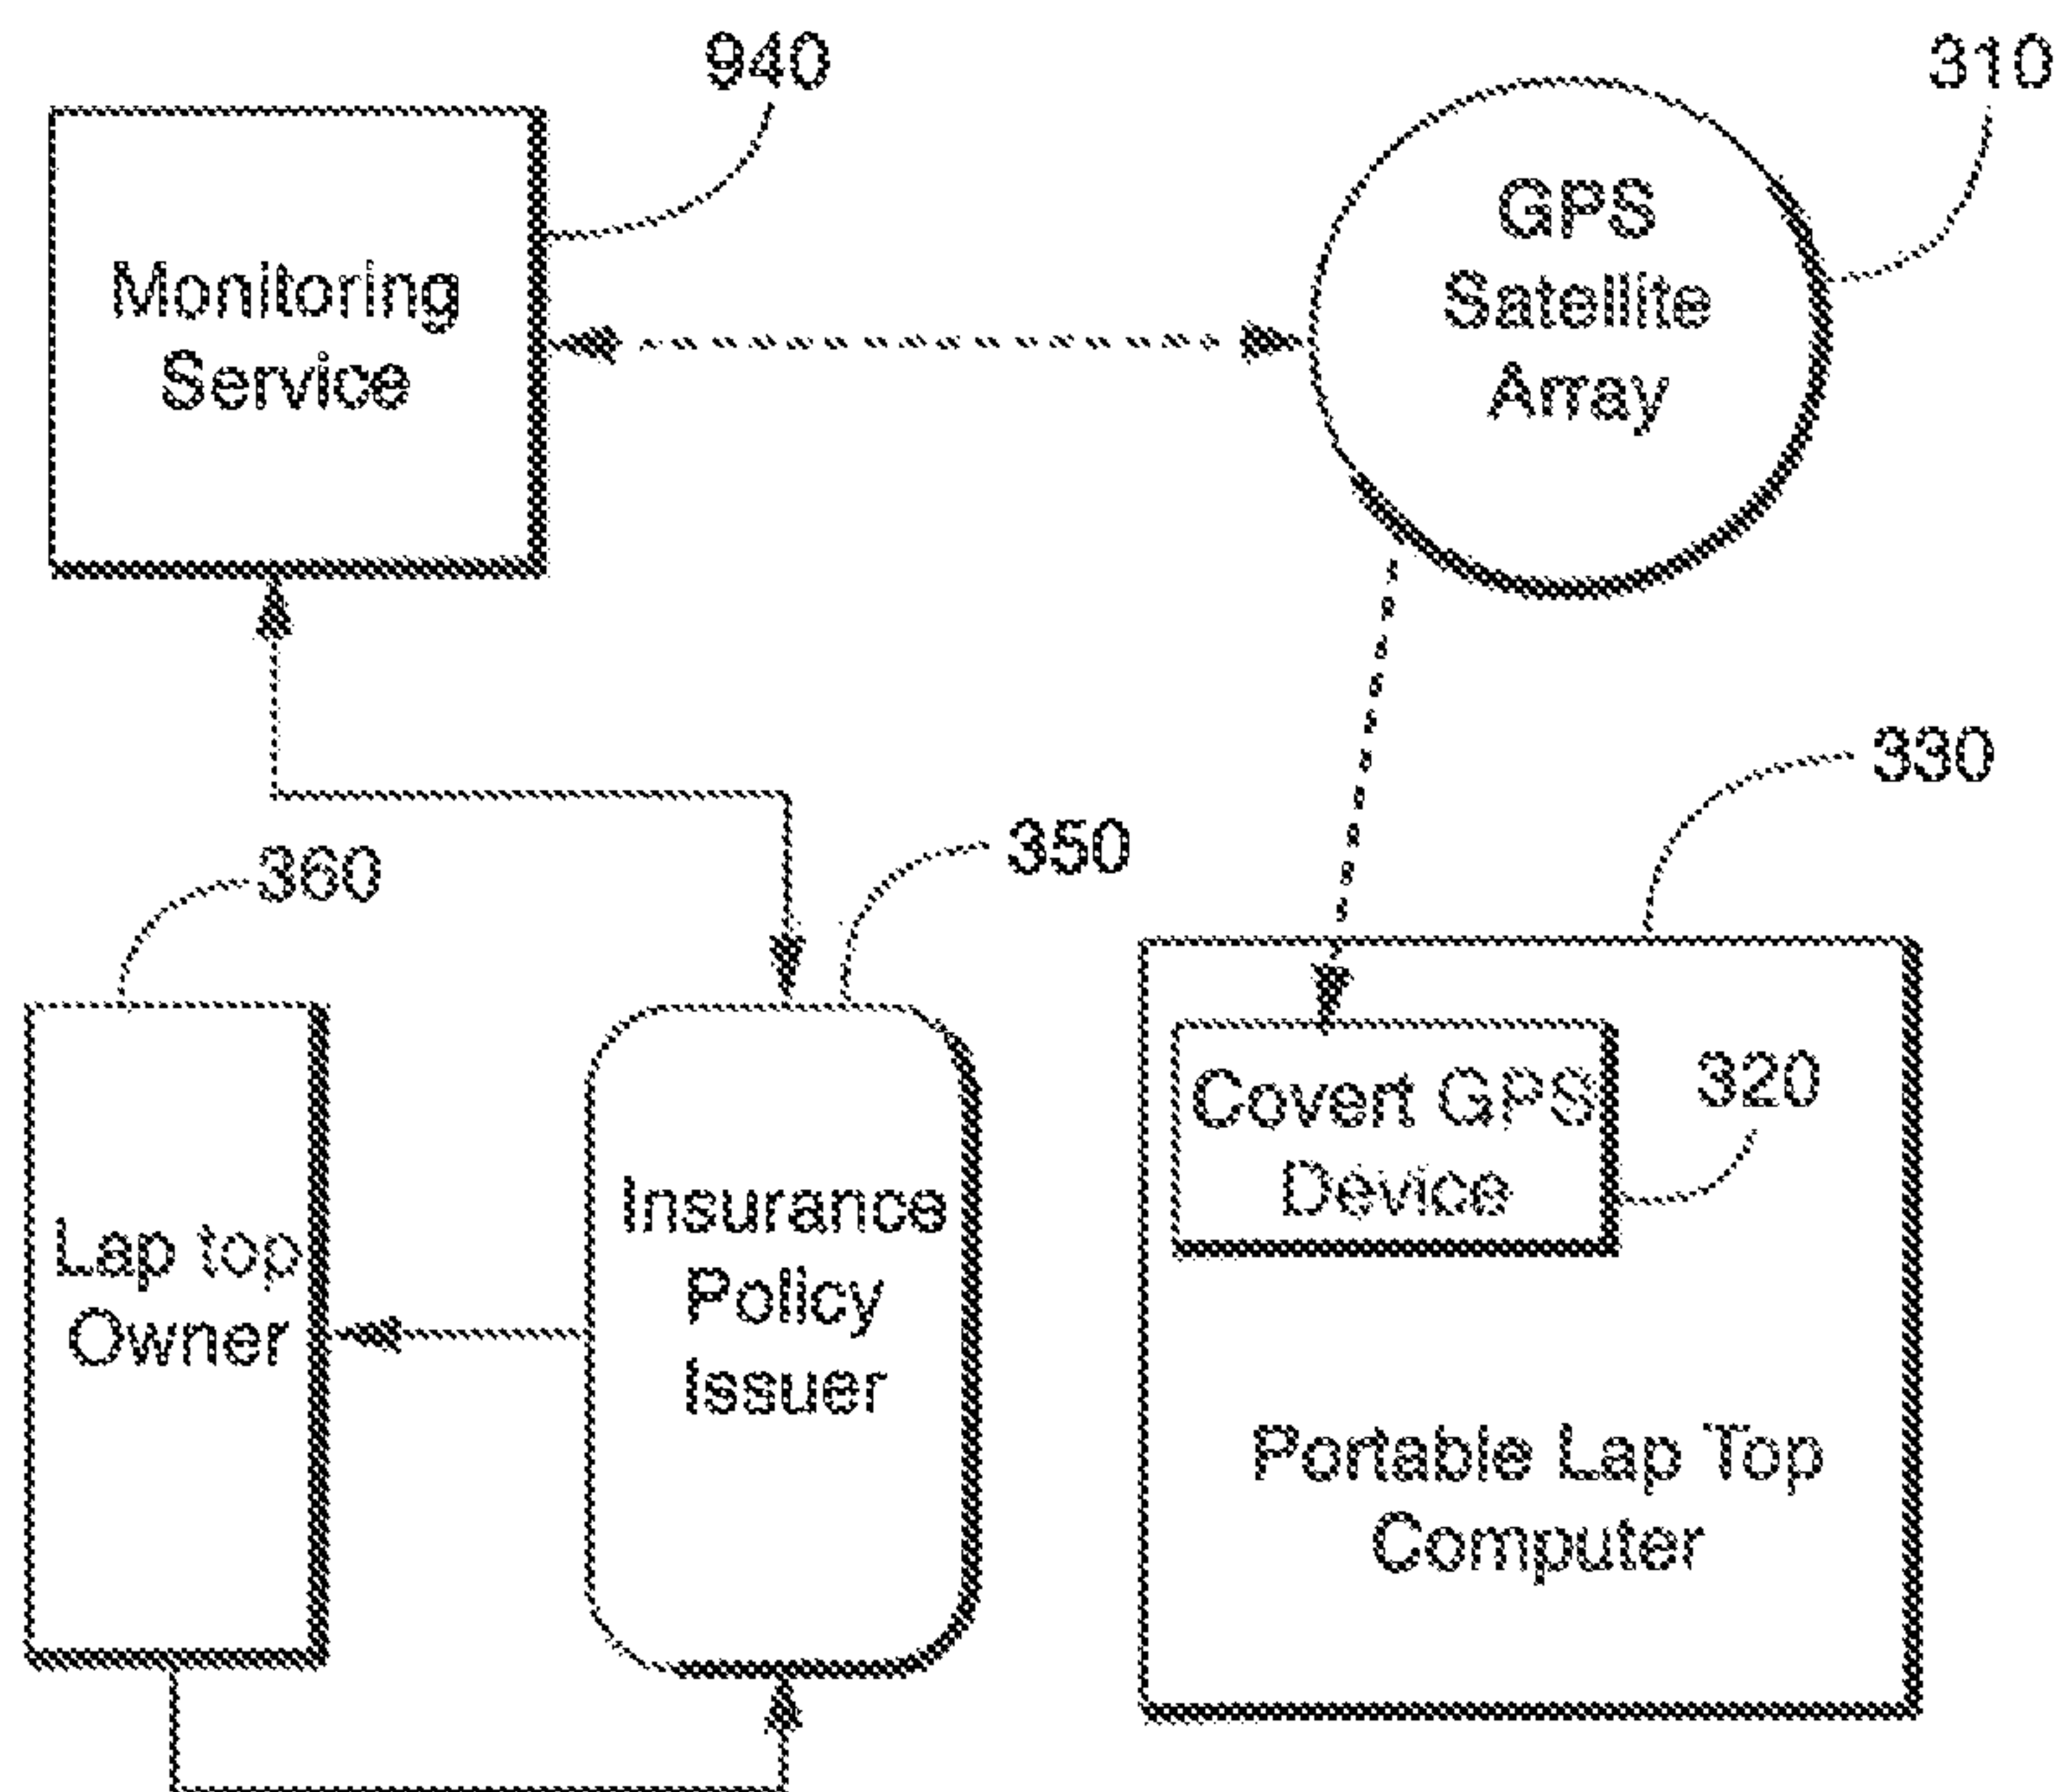 940
310
Monitoring
Service
GPS
Satellite
Array
330
360
350
Covert GPS
Device
320
Lap top
Owner
Insurance
Policy
Issuer
Portable Lap Top
Computer